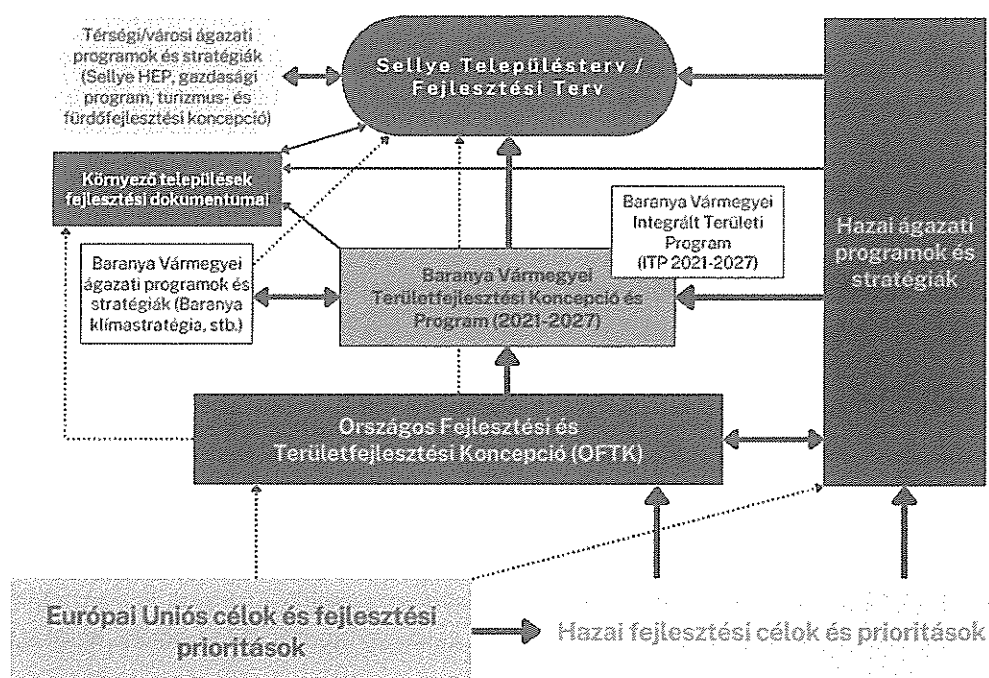 Térségi/városi ágazati
programok és stratégiák
(Sellye HEP, gazdasági
program, turizmus- és
fürdőfejlesztési koncepció)
Sellye Településterv /
Fejlesztési Terv
Környező települések
fejlesztési dokumentumai
Baranya Vármegyei
Integrált Területi
Program
(ITP 2021-2027)
Hazai ágazati
programok és
stratégiák
Baranya Vármegyei
ágazati programok és
stratégiák (Baranya
klímastratégia, stb.)
Baranya Vármegyei
Területfejlesztési Koncepció és
Program (2021-2027)
Országos Fejlesztési és
Területfejlesztési Koncepció (OFTK)
Európai Uniós célok és fejlesztési
prioritások
Hazai fejlesztési célok és prioritások